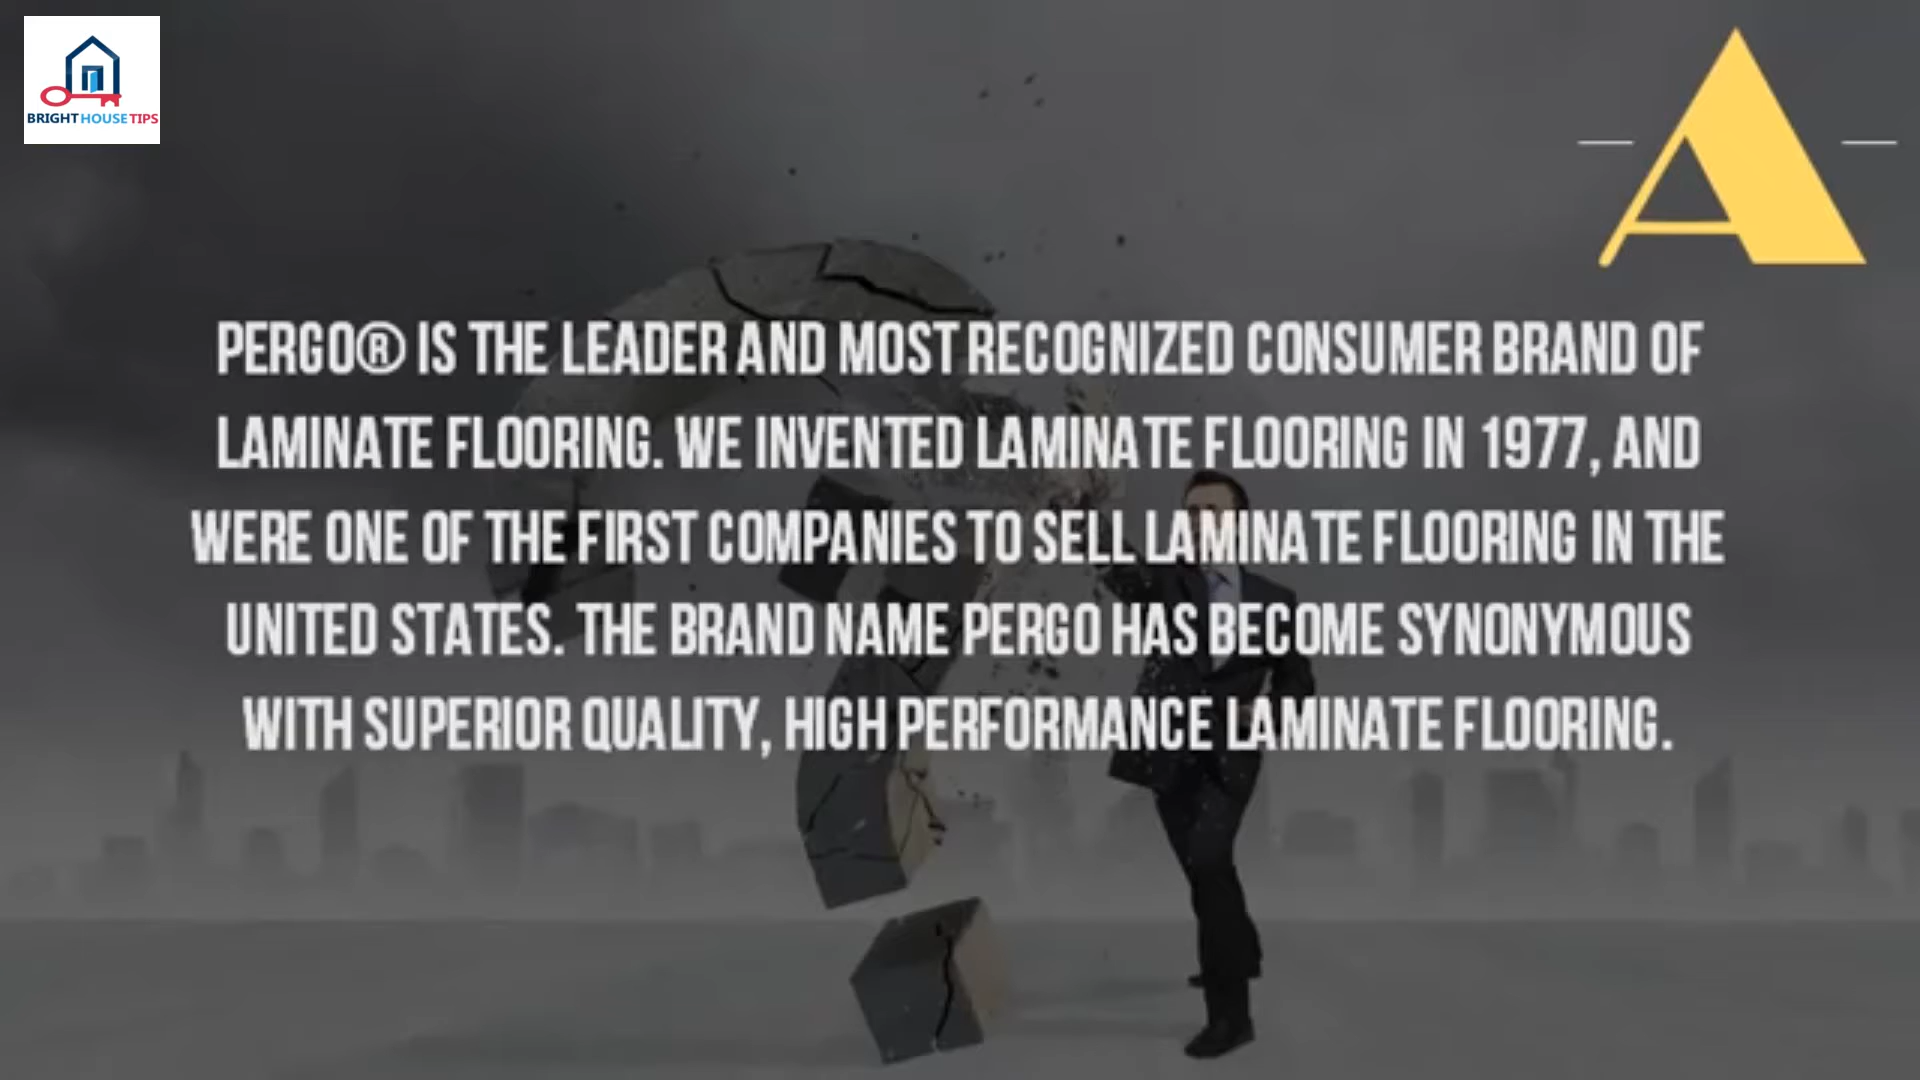 BRIGHT HOUSE TIPS
A
PERGO® IS THE LEADER AND MOST RECOGNIZED CONSUMER BRAND OF
LAMINATE FLOORING. WE INVENTED LAMINATE FLOORING IN 1977, AND
WERE ONE OF THE FIRST COMPANIES TO SELL LAMINATE FLOORING IN THE
UNITED STATES. THE BRAND NAME PERGO HAS BECOME SYNONYMOUS
WITH SUPERIOR QUALITY, HIGH PERFORMANCE LAMINATE FLOORING.